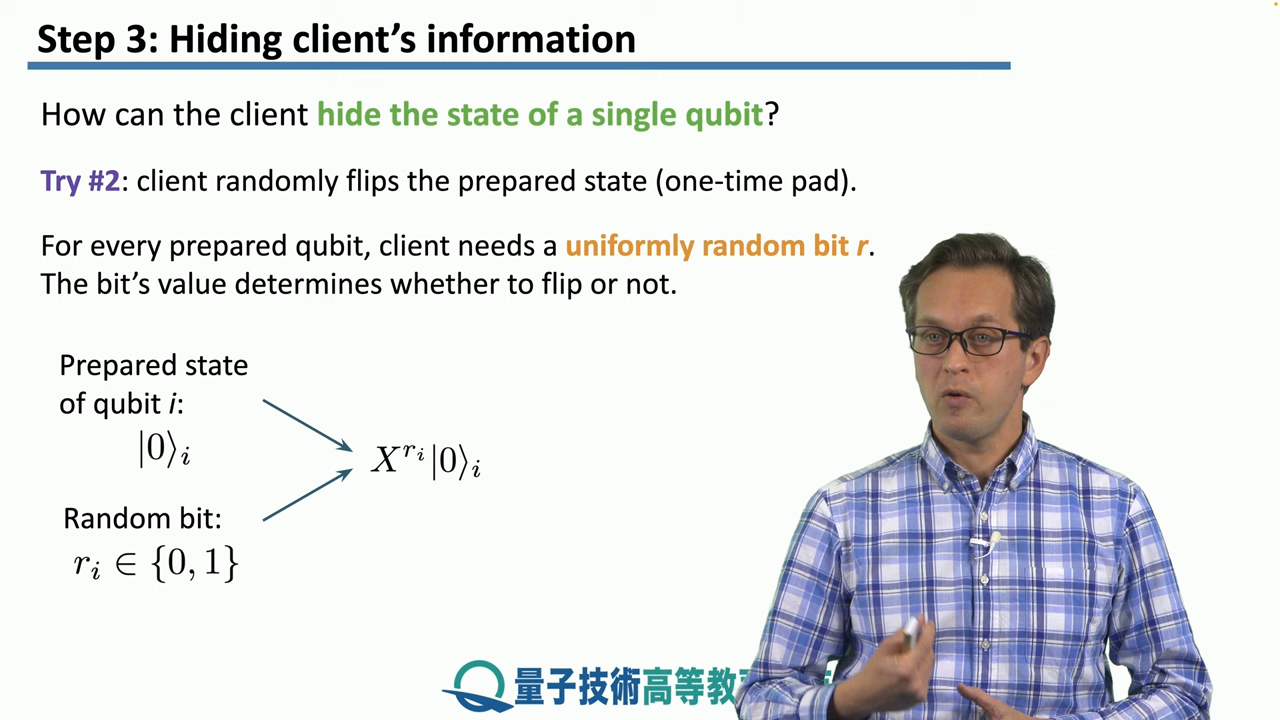 Step 3: Hiding client’s information
How can the client hide the state of a single qubit?
Try #2: client randomly flips the prepared state (one-time pad).
For every prepared qubit, client needs a uniformly random bit r.
The bit’s value determines whether to flip or not.
Prepared state
of qubit i:
|0⟩ᵢ
X^{r_i}|0⟩ᵢ
Random bit:
rᵢ ∈ {0, 1}
量子技術高等教